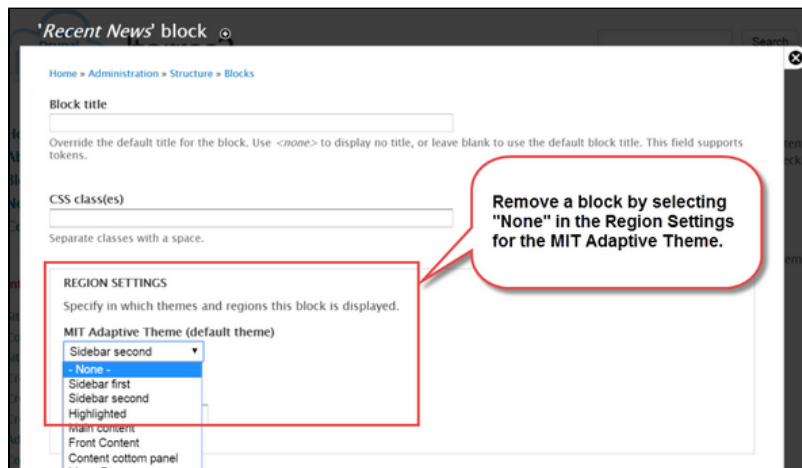 'Recent News' block
Search
Home » Administration » Structure » Blocks
Block title
Override the default title for the block. Use <none> to display no title, or leave blank to use the default block title. This field supports
tokens.
CSS class(es)
Separate classes with a space.
Remove a block by selecting
"None" in the Region Settings
for the MIT Adaptive Theme.
REGION SETTINGS
Specify in which themes and regions this block is displayed.
MIT Adaptive Theme (default theme)
Sidebar second
- None -
Sidebar first
Sidebar second
Highlighted
Main content
Front Content
Content cottom panel